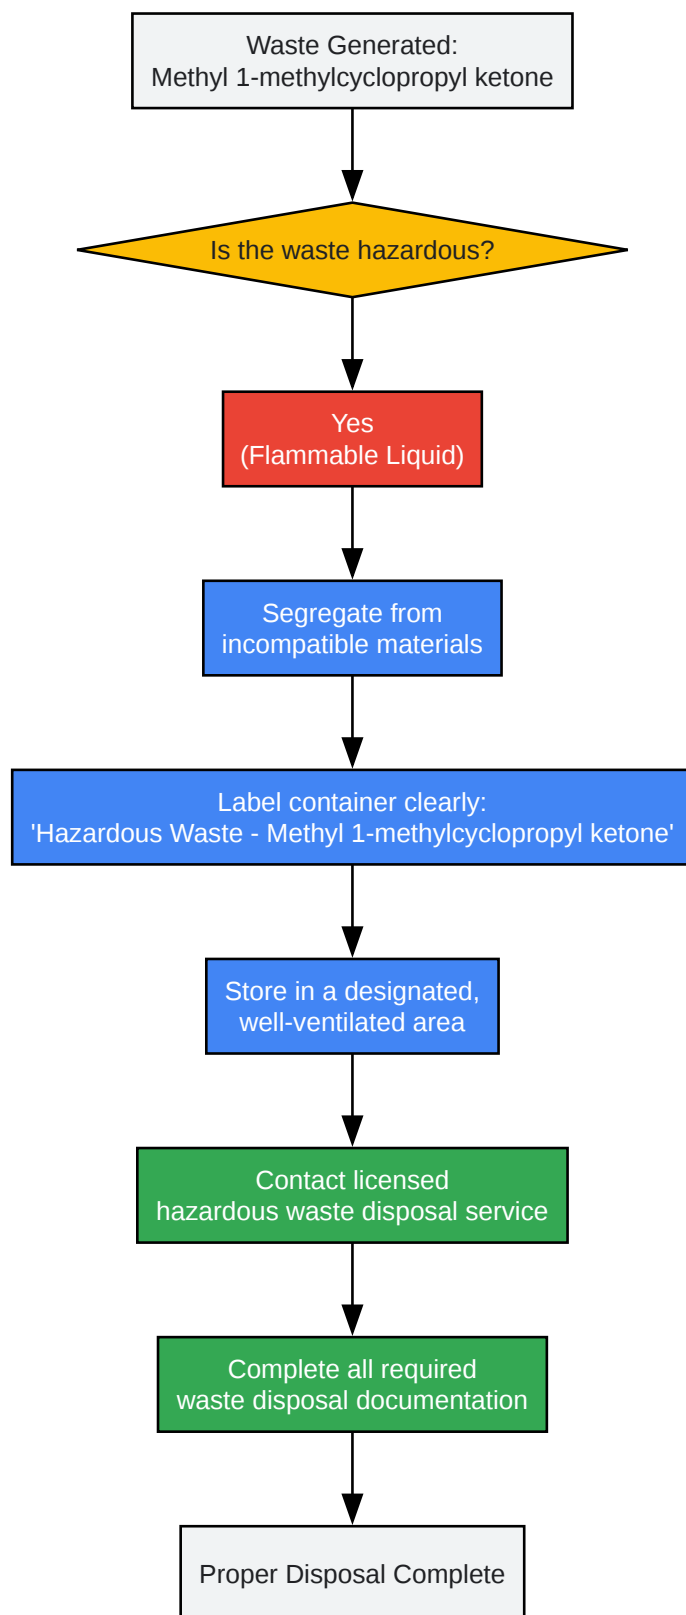 Waste Generated:
Methyl 1-methylcyclopropyl ketone
Is the waste hazardous?
Yes
(Flammable Liquid)
Segregate from
incompatible materials
Label container clearly:
'Hazardous Waste - Methyl 1-methylcyclopropyl ketone'
Store in a designated,
well-ventilated area
Contact licensed
hazardous waste disposal service
Complete all required
waste disposal documentation
Proper Disposal Complete